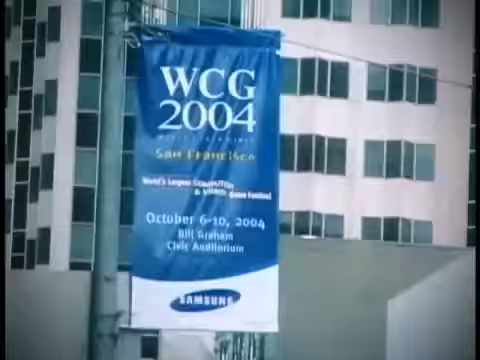 WCG
2004
San Francisco
World's Largest Computer
& Video Game Festival
October 6-10, 2004
Bill Graham
Civic Auditorium
SAMSUNG